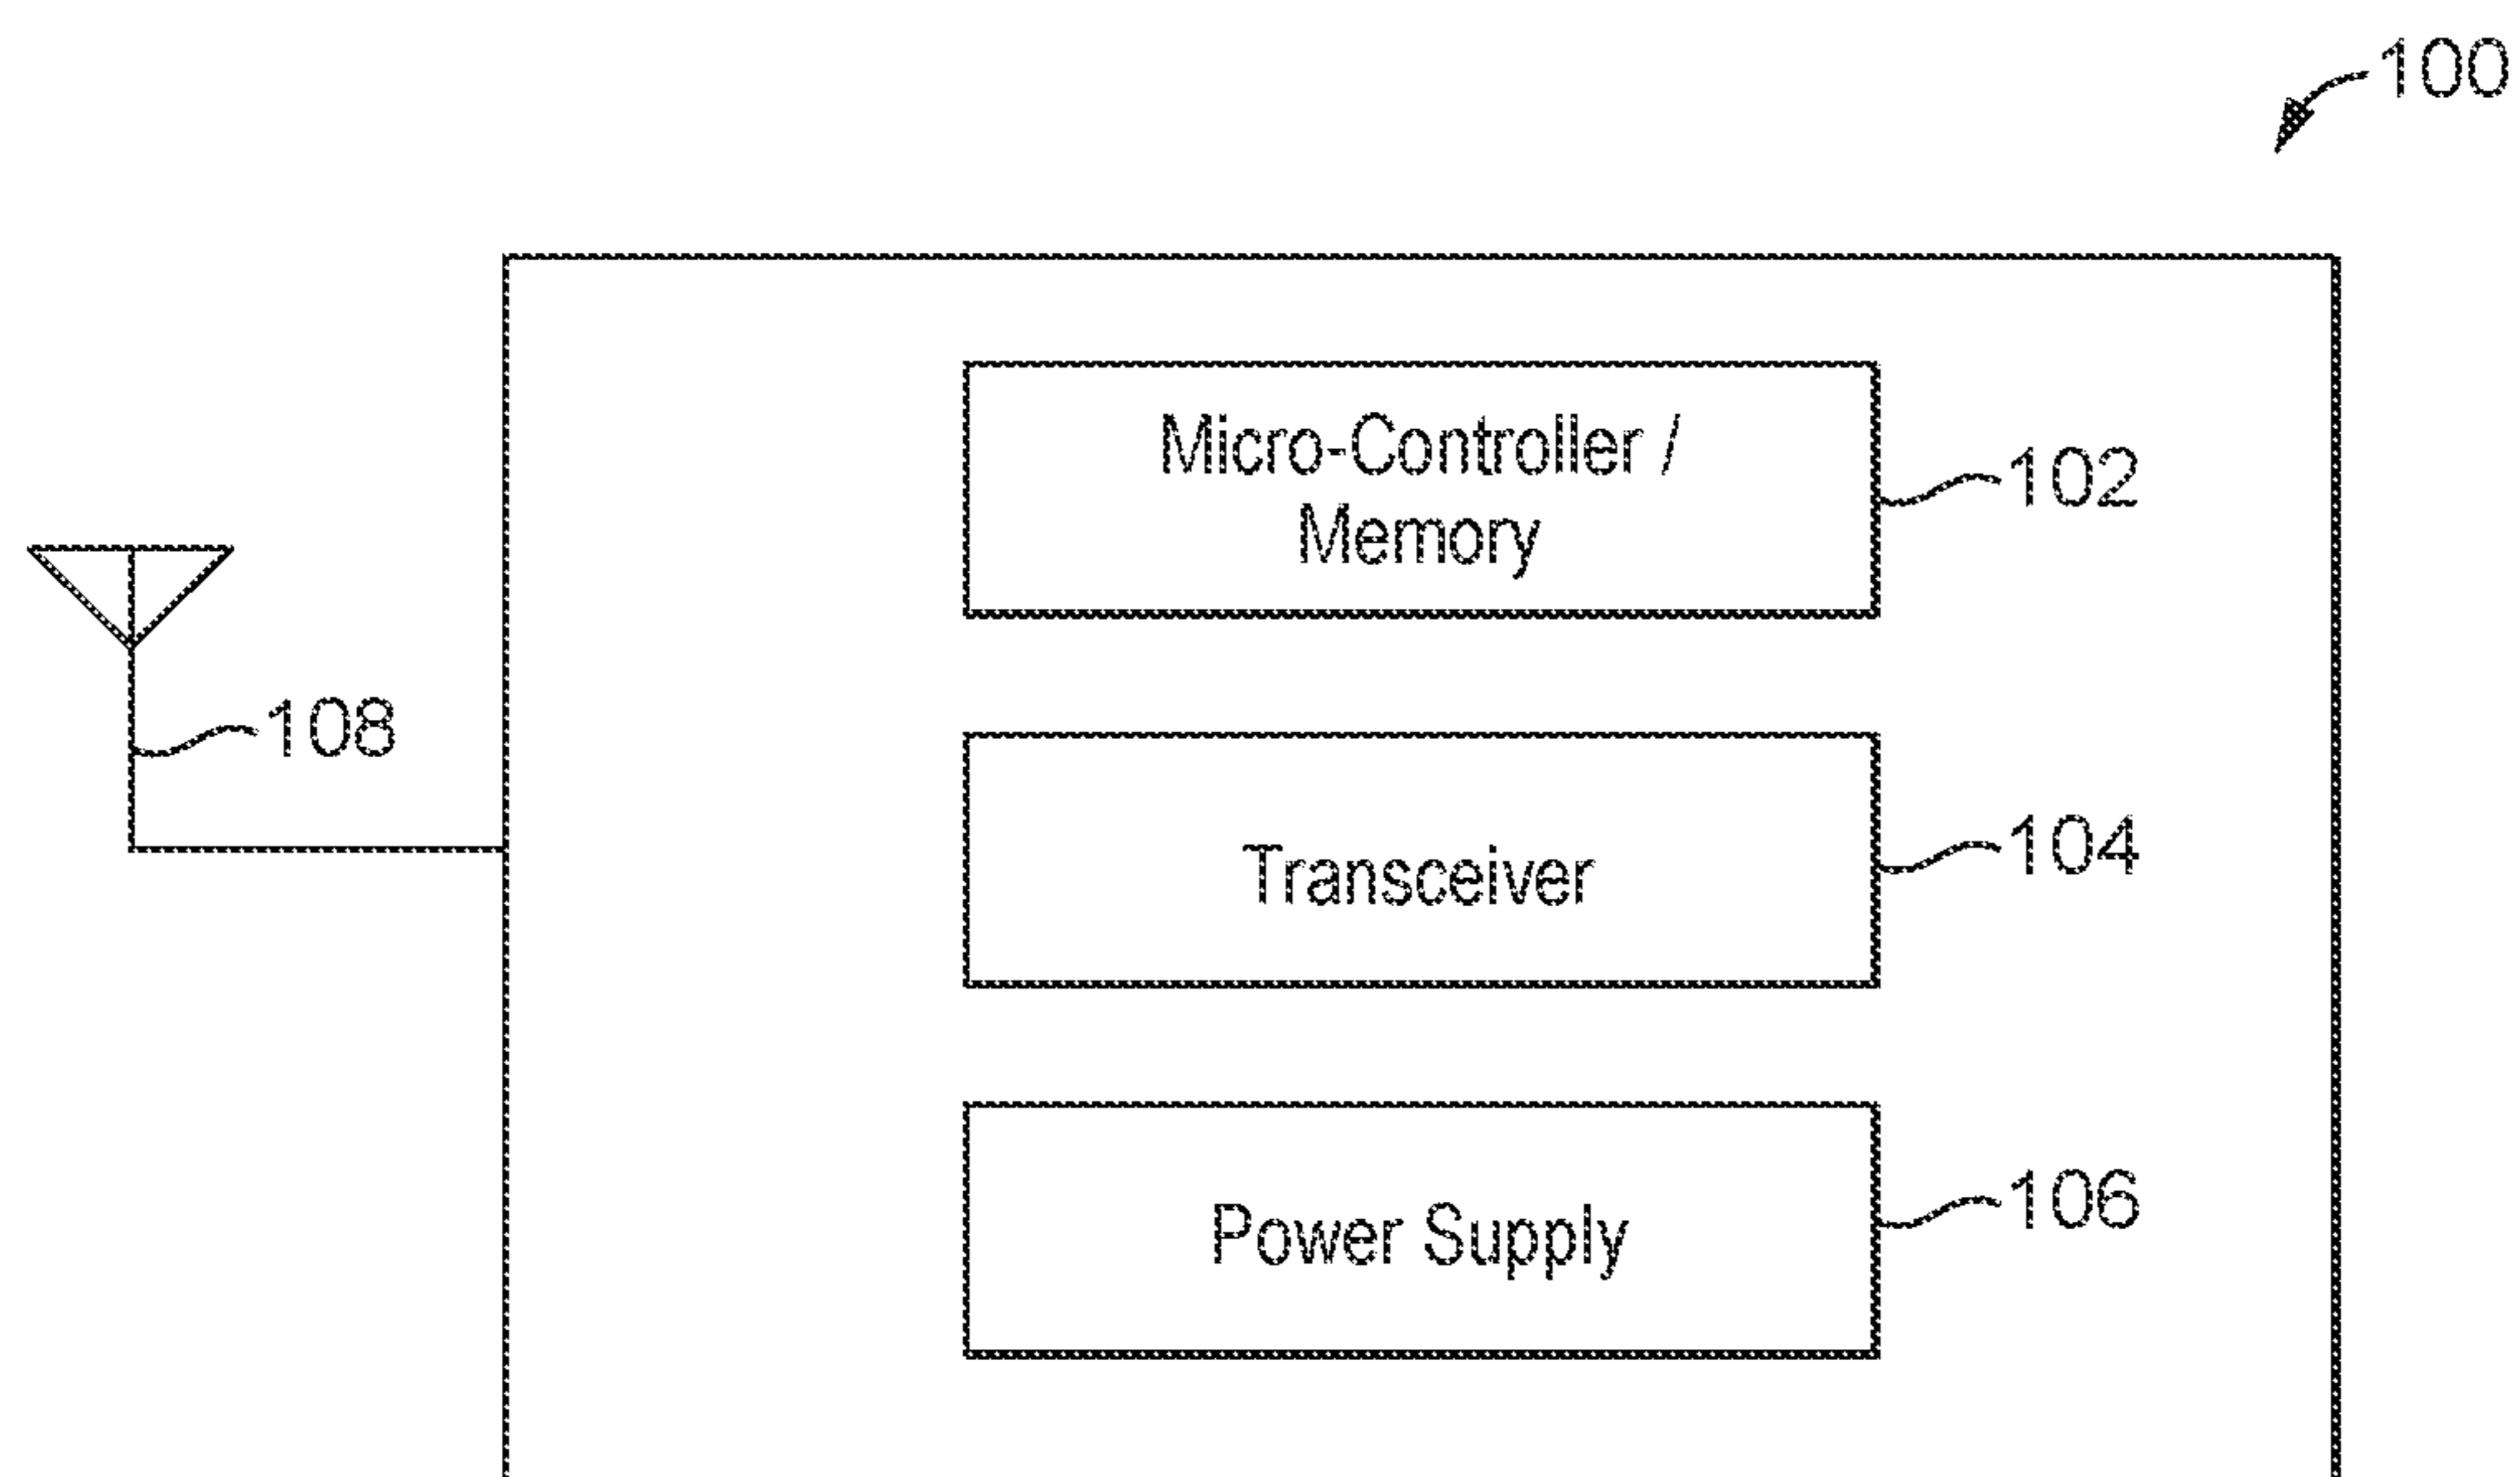 100
Micro-Controller /
Memory
102
108
Transceiver
104
Power Supply
106